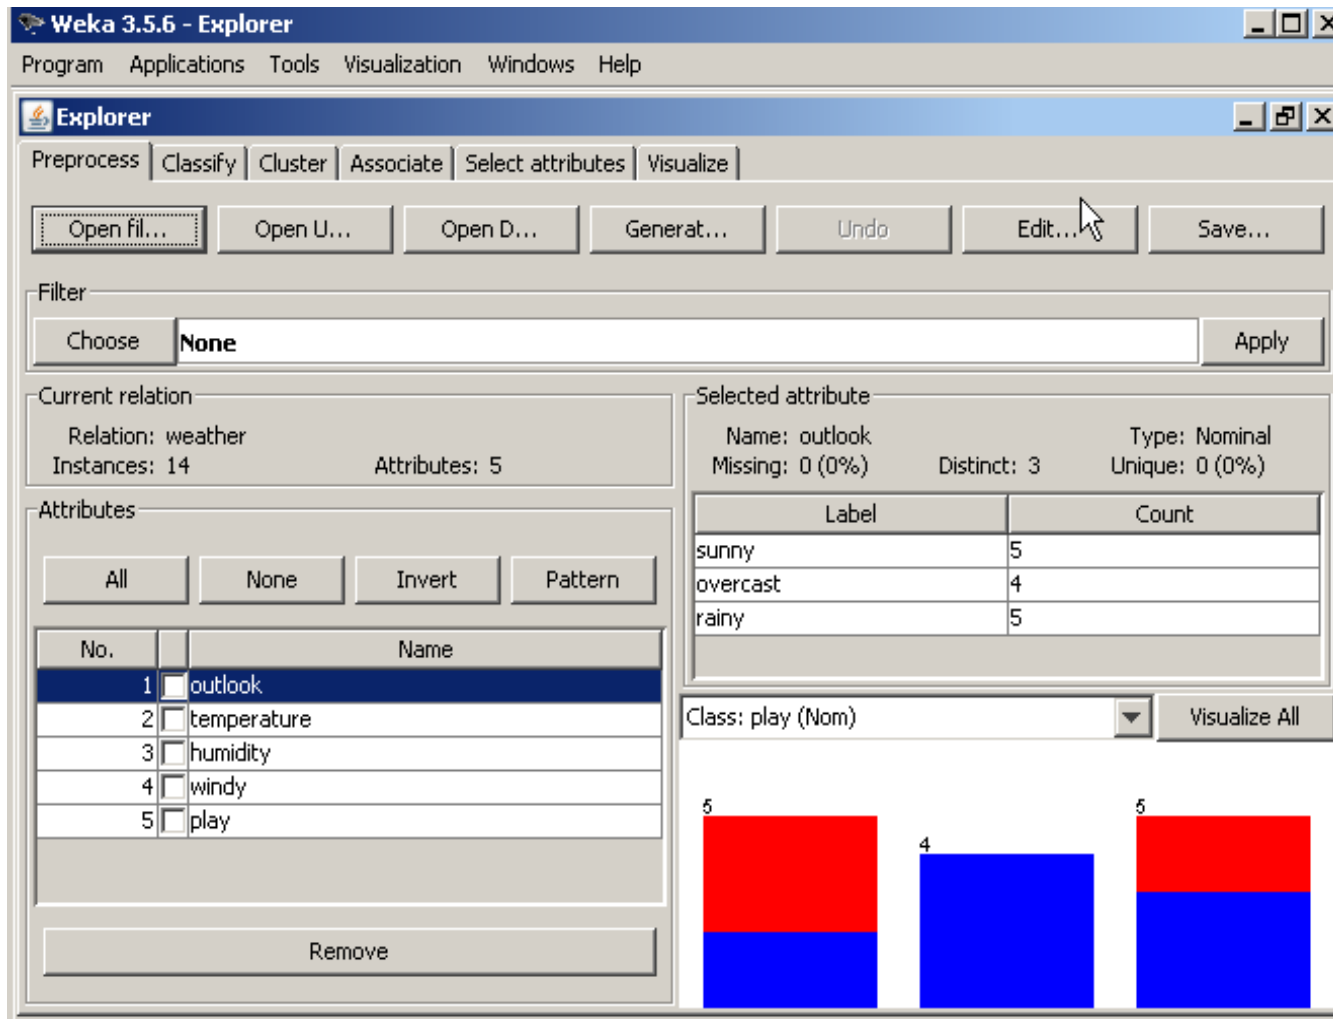 Weka 3.5.6 - Explorer
Program Applications Tools Visualization Windows Help
Explorer
Preprocess Classify Cluster Associate Select attributes Visualize
Open fil... Open U... Open D... Generat... Undo Edit... Save...
Filter
Choose None Apply
Current relation
Relation: weather
Instances: 14 Attributes: 5
Selected attribute
Name: outlook Type: Nominal
Missing: 0 (0%) Distinct: 3 Unique: 0 (0%)
Label Count
sunny 5
overcast 4
rainy 5
Attributes
All None Invert Pattern
No. Name
1 outlook
2 temperature
3 humidity
4 windy
5 play
Remove
Class: play (Nom) Visualize All
5 4 5